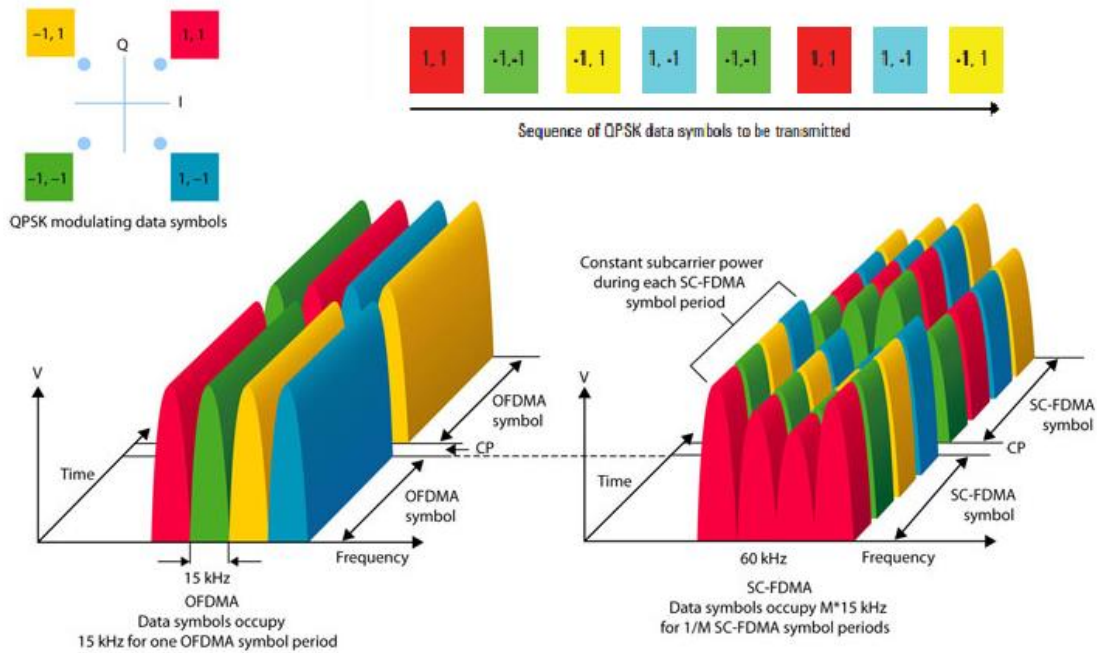 −1, 1
1, 1
Q
I
−1, −1
1, −1
QPSK modulating data symbols
1, 1
-1,-1
-1, 1
1, -1
-1,-1
1, 1
1, -1
-1, 1
Sequence of QPSK data symbols to be transmitted
V
Time
OFDMA
symbol
CP
OFDMA
symbol
Frequency
15 kHz
OFDMA
Data symbols occupy
15 kHz for one OFDMA symbol period
Constant subcarrier power
during each SC-FDMA
symbol period
V
Time
SC-FDMA
symbol
CP
SC-FDMA
symbol
60 kHz
Frequency
SC-FDMA
Data symbols occupy M*15 kHz
for 1/M SC-FDMA symbol periods